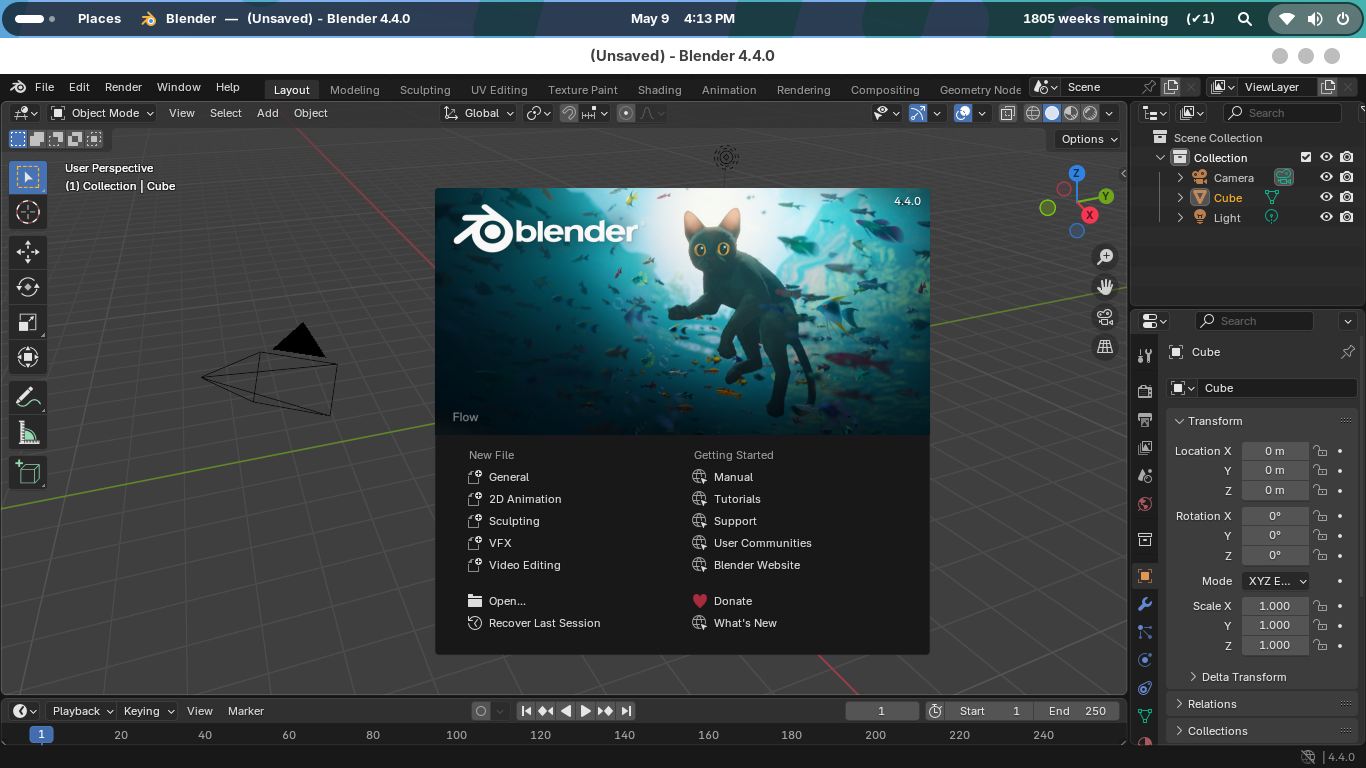 Places Blender — (Unsaved) - Blender 4.4.0 May 9 4:13 PM 1805 weeks remaining (✓1)
(Unsaved) - Blender 4.4.0
File Edit Render Window Help Layout Modeling Sculpting UV Editing Texture Paint Shading Animation Rendering Compositing Geometry Node Scene ViewLayer
Object Mode View Select Add Object Global Search
Options
Scene Collection
Collection
Camera
Cube
Light
User Perspective
(1) Collection | Cube
Z
Y
X
4.4.0
blender
Flow
New File
General
2D Animation
Sculpting
VFX
Video Editing
Open...
Recover Last Session
Getting Started
Manual
Tutorials
Support
User Communities
Blender Website
Donate
What's New
Search
Cube
Cube
Transform
Location X 0 m
Y 0 m
Z 0 m
Rotation X 0°
Y 0°
Z 0°
Mode XYZ E...
Scale X 1.000
Y 1.000
Z 1.000
Delta Transform
Relations
Collections
Playback Keying View Marker 1 Start 1 End 250
1 20 40 60 80 100 120 140 160 180 200 220 240
4.4.0